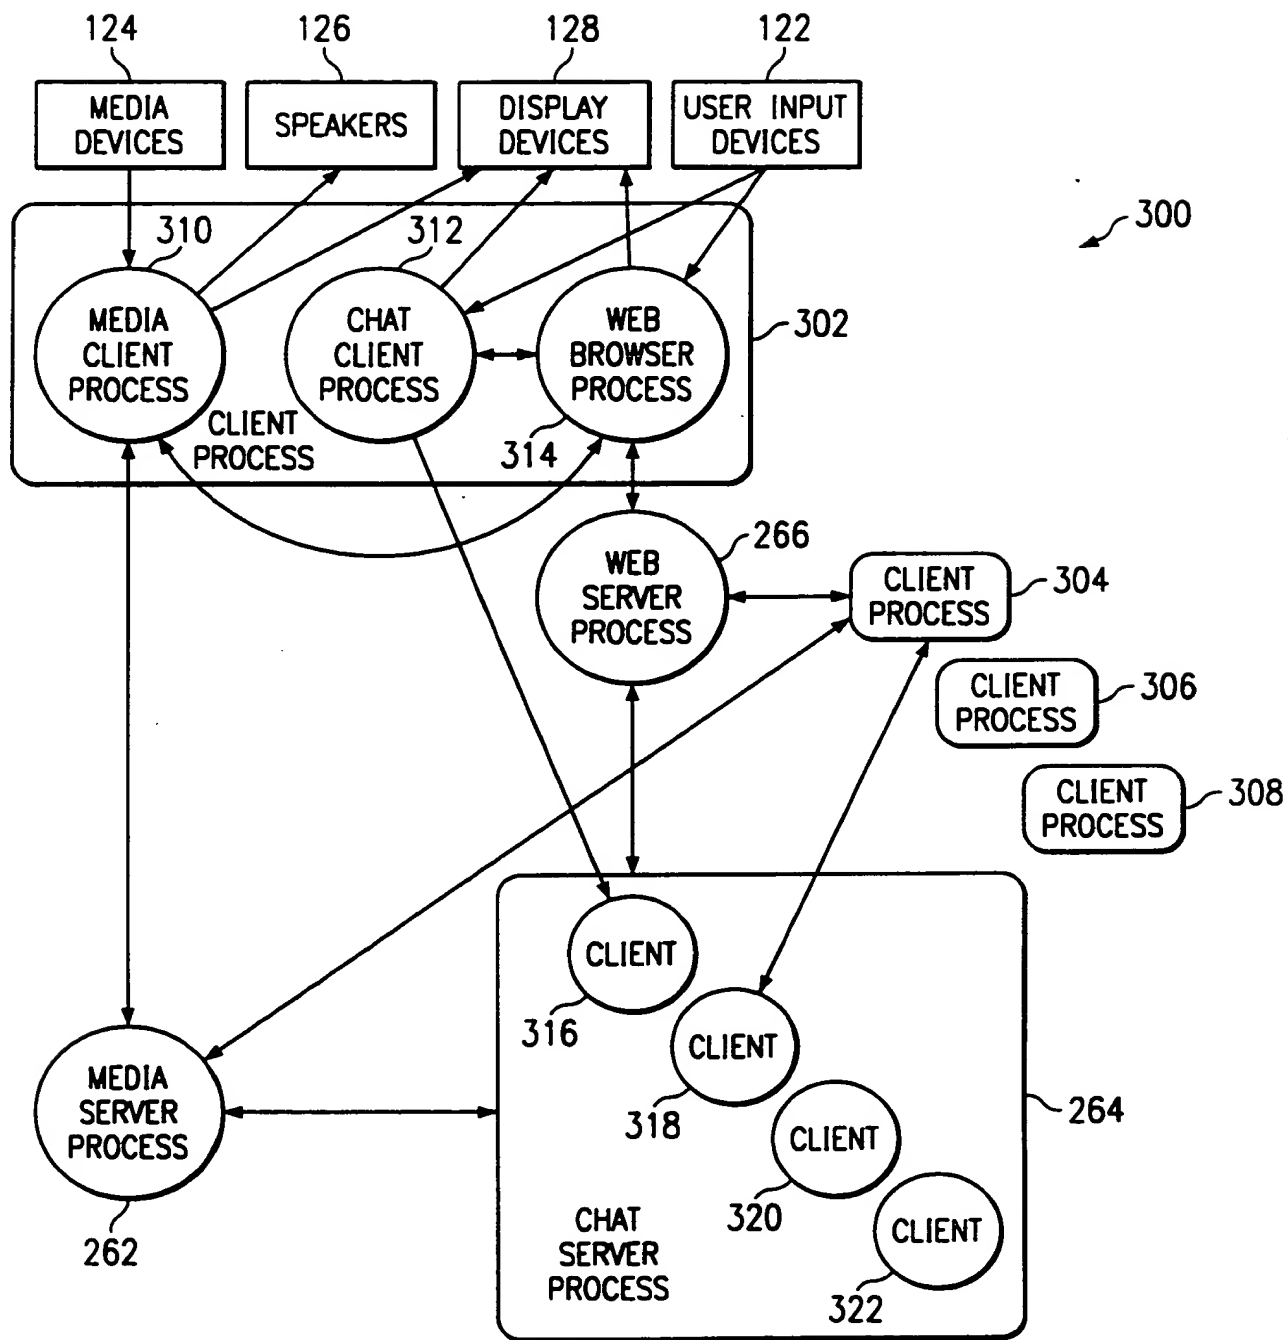 124
126
128
122
MEDIA
DEVICES
SPEAKERS
DISPLAY
DEVICES
USER INPUT
DEVICES
300
310
312
302
MEDIA
CLIENT
PROCESS
CHAT
CLIENT
PROCESS
WEB
BROWSER
PROCESS
CLIENT
PROCESS
314
266
WEB
SERVER
PROCESS
CLIENT
PROCESS
304
CLIENT
PROCESS
306
CLIENT
PROCESS
308
CLIENT
316
CLIENT
318
MEDIA
SERVER
PROCESS
262
264
CLIENT
320
CLIENT
322
CHAT
SERVER
PROCESS